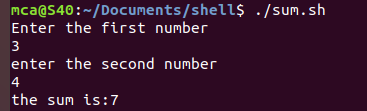 mca@S40:~/Documents/shell$ ./sum.sh
Enter the first number
3
enter the second number
4
the sum is:7